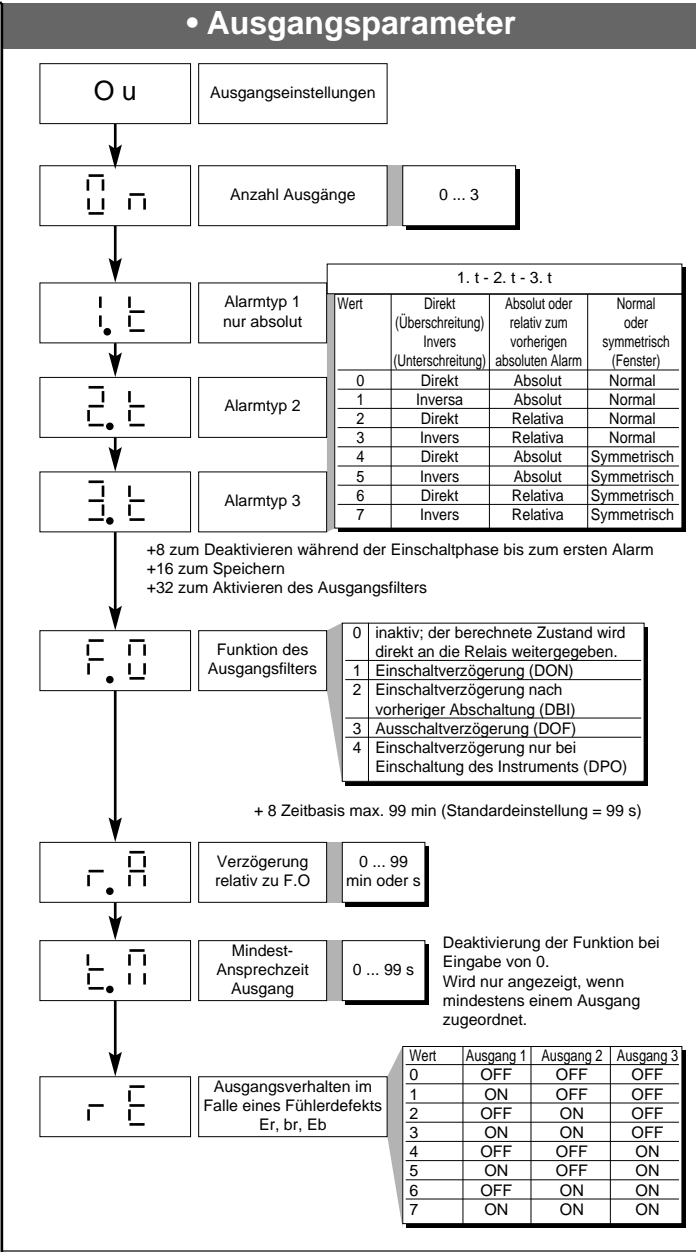 • Ausgangsparameter
O u
Ausgangseinstellungen
0 n
Anzahl Ausgänge
0 ... 3
1.t
Alarmtyp 1
nur absolut
2.t
Alarmtyp 2
3.t
Alarmtyp 3
1. t - 2. t - 3. t
Wert Direkt (Überschreitung) Invers (Unterschreitung) Absolut oder relativ zum vorherigen absoluten Alarm Normal oder symmetrisch (Fenster)
0 Direkt Absolut Normal
1 Inversa Absolut Normal
2 Direkt Relativa Normal
3 Invers Relativa Normal
4 Direkt Absolut Symmetrisch
5 Invers Absolut Symmetrisch
6 Direkt Relativa Symmetrisch
7 Invers Relativa Symmetrisch
+8 zum Deaktivieren während der Einschaltphase bis zum ersten Alarm
+16 zum Speichern
+32 zum Aktivieren des Ausgangsfilters
F.0
Funktion des
Ausgangsfilters
0 inaktiv; der berechnete Zustand wird
direkt an die Relais weitergegeben.
1 Einschaltverzögerung (DON)
2 Einschaltverzögerung nach
vorheriger Abschaltung (DBI)
3 Ausschaltverzögerung (DOF)
4 Einschaltverzögerung nur bei
Einschaltung des Instruments (DPO)
+ 8 Zeitbasis max. 99 min (Standardeinstellung = 99 s)
r.A
Verzögerung
relativ zu F.O
0 ... 99
min oder s
t.M
Mindest-
Ansprechzeit
Ausgang
0 ... 99 s
Deaktivierung der Funktion bei
Eingabe von 0.
Wird nur angezeigt, wenn
mindestens einem Ausgang
zugeordnet.
r E
Ausgangsverhalten im
Falle eines Fühlerdefekts
Er, br, Eb
Wert Ausgang 1 Ausgang 2 Ausgang 3
0 OFF OFF OFF
1 ON OFF OFF
2 OFF ON OFF
3 ON ON OFF
4 OFF OFF ON
5 ON OFF ON
6 OFF ON ON
7 ON ON ON